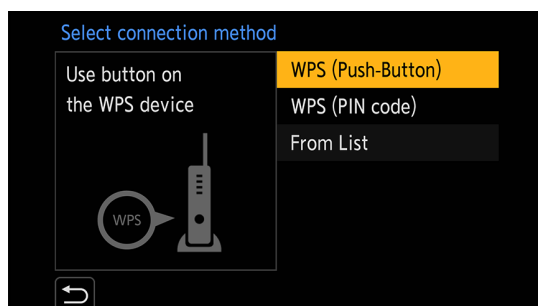 Select connection method
Use button on
the WPS device
WPS
WPS (Push-Button)
WPS (PIN code)
From List